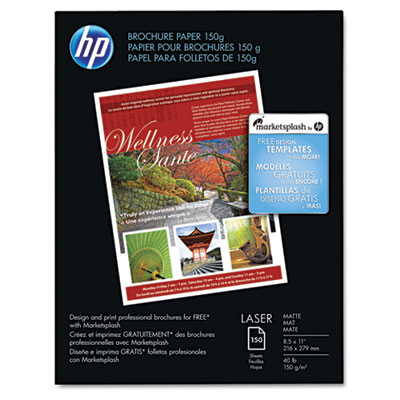 hp
BROCHURE PAPER 150g
PAPIER POUR BROCHURES 150 g
PAPEL PARA FOLLETOS DE 150g
Wellness
Santé
"Truly an experience like no other"
« Une expérience unique »
marketsplash by hp
FREE DESIGN
TEMPLATES
AND MORE!
MODÈLES
GRATUITS
ET PLUS ENCORE !
PLANTILLAS DE
DISEÑO GRATIS
Y MÁS!
Design and print professional brochures for FREE*
with Marketsplash
Créez et imprimez GRATUITEMENT* des brochures
professionnelles avec Marketsplash
Diseñe e imprima GRATIS* folletos profesionales
con Marketsplash
LASER
150
Sheets
Feuilles
Hojas
MATTE
MAT
MATE
8.5 x 11"
216 x 279 mm
40 lb
150 g/m²